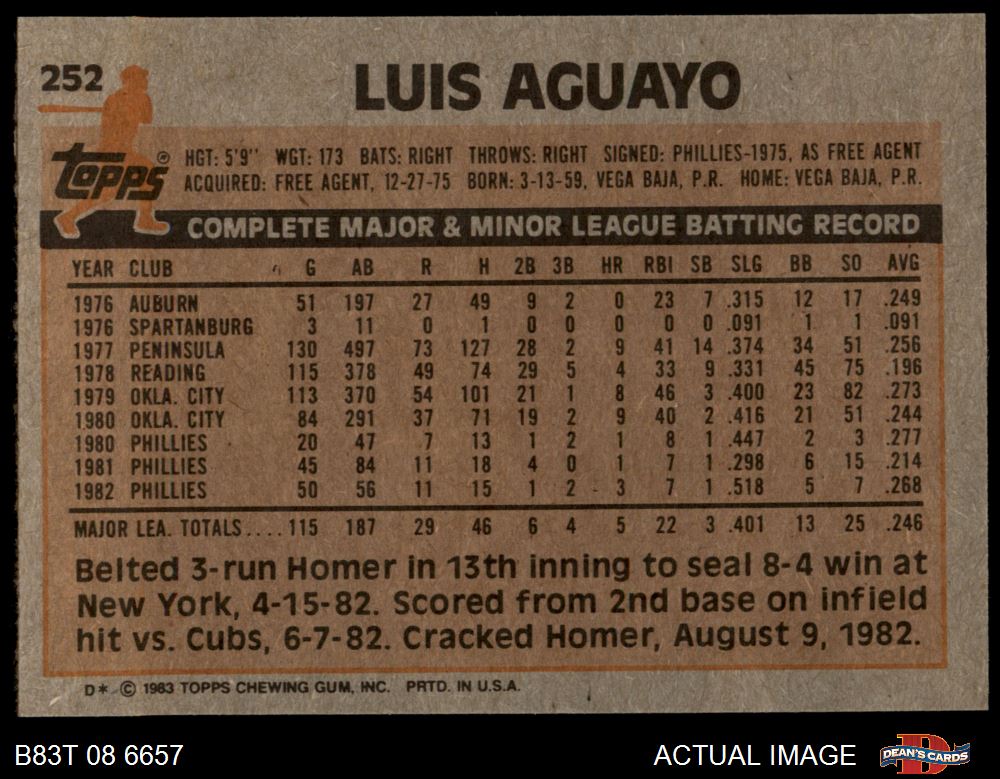 252 LUIS AGUAYO
topps®
HGT: 5'9" WGT: 173 BATS: RIGHT THROWS: RIGHT SIGNED: PHILLIES-1975, AS FREE AGENT
ACQUIRED: FREE AGENT, 12-27-75 BORN: 3-13-59, VEGA BAJA, P.R. HOME: VEGA BAJA, P.R.
COMPLETE MAJOR & MINOR LEAGUE BATTING RECORD
YEAR CLUB G AB R H 2B 3B HR RBI SB SLG BB SO AVG
1976 AUBURN 51 197 27 49 9 2 0 23 7 .315 12 17 .249
1976 SPARTANBURG 3 11 0 1 0 0 0 0 0 .091 1 1 .091
1977 PENINSULA 130 497 73 127 28 2 9 41 14 .374 34 51 .256
1978 READING 115 378 49 74 29 5 4 33 9 .331 45 75 .196
1979 OKLA. CITY 113 370 54 101 21 1 8 46 3 .400 23 82 .273
1980 OKLA. CITY 84 291 37 71 19 2 9 40 2 .416 21 51 .244
1980 PHILLIES 20 47 7 13 1 2 1 8 1 .447 2 3 .277
1981 PHILLIES 45 84 11 18 4 0 1 7 1 .298 6 15 .214
1982 PHILLIES 50 56 11 15 1 2 3 7 1 .518 5 7 .268
MAJOR LEA. TOTALS.... 115 187 29 46 6 4 5 22 3 .401 13 25 .246
Belted 3-run Homer in 13th inning to seal 8-4 win at
New York, 4-15-82. Scored from 2nd base on infield
hit vs. Cubs, 6-7-82. Cracked Homer, August 9, 1982.
D* © 1983 TOPPS CHEWING GUM, INC. PRTD. IN U.S.A.
B83T 08 6657 ACTUAL IMAGE DEAN'S CARDS